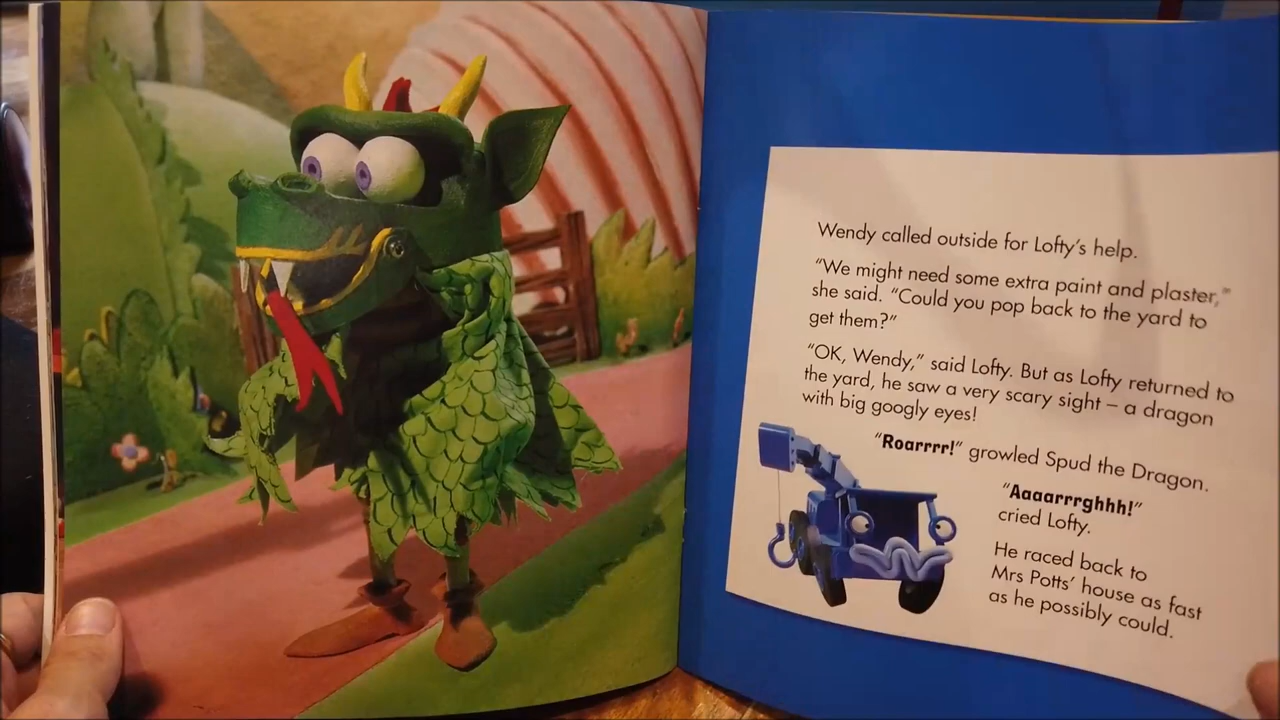 Wendy called outside for Lofty's help.
"We might need some extra paint and plaster,"
she said. "Could you pop back to the yard to
get them?"
"OK, Wendy," said Lofty. But as Lofty returned to
the yard, he saw a very scary sight – a dragon
with big googly eyes!
"Roarrrr!" growled Spud the Dragon.
"Aaaarrrghhh!"
cried Lofty.
He raced back to
Mrs Potts' house as fast
as he possibly could.